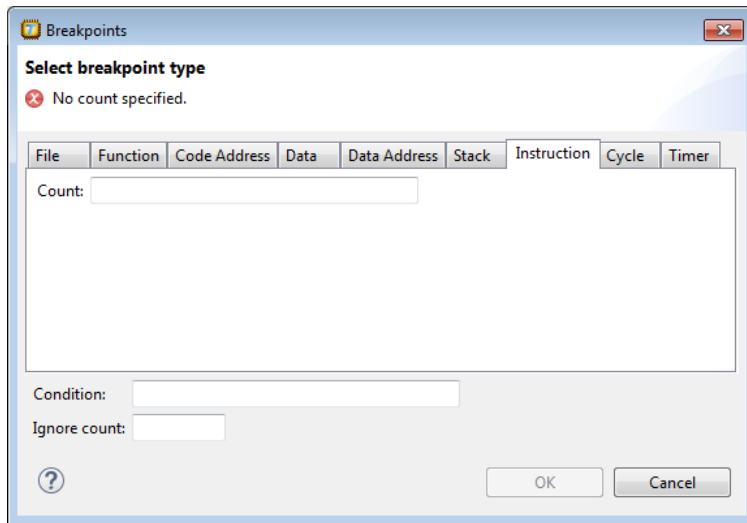 Breakpoints
Select breakpoint type
No count specified.
File Function Code Address Data Data Address Stack Instruction Cycle Timer
Count:
Condition:
Ignore count:
? OK Cancel